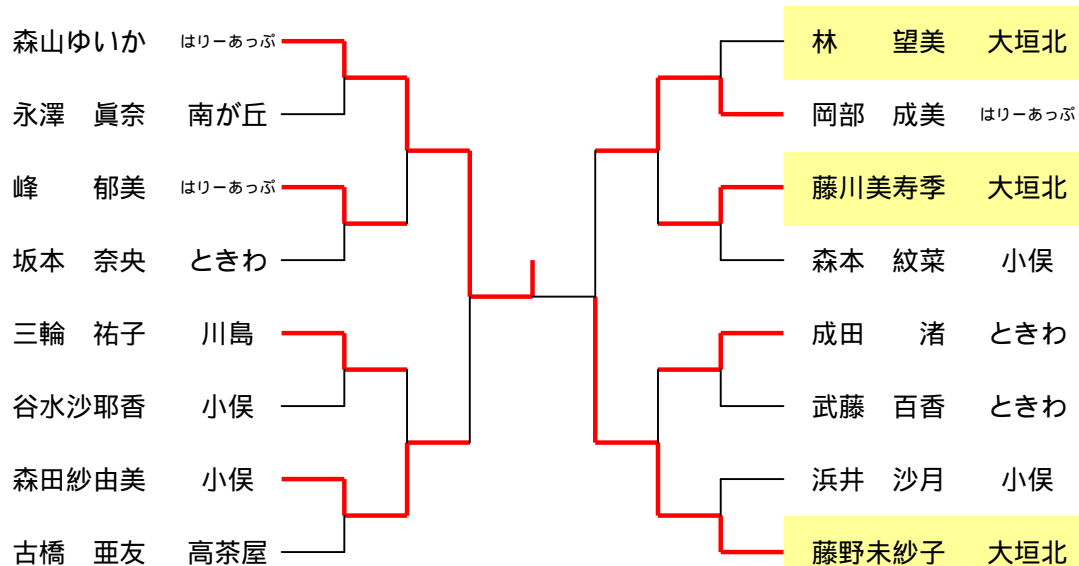 森山ゆいか はりーあっぷ
永澤 眞奈 南が丘
峰 郁美 はりーあっぷ
坂本 奈央 ときわ
三輪 祐子 川島
谷水沙耶香 小俣
森田紗由美 小俣
古橋 亜友 高茶屋
林 望美 大垣北
岡部 成美 はりーあっぷ
藤川美寿季 大垣北
森本 紋菜 小俣
成田 渚 ときわ
武藤 百香 ときわ
浜井 沙月 小俣
藤野未紗子 大垣北